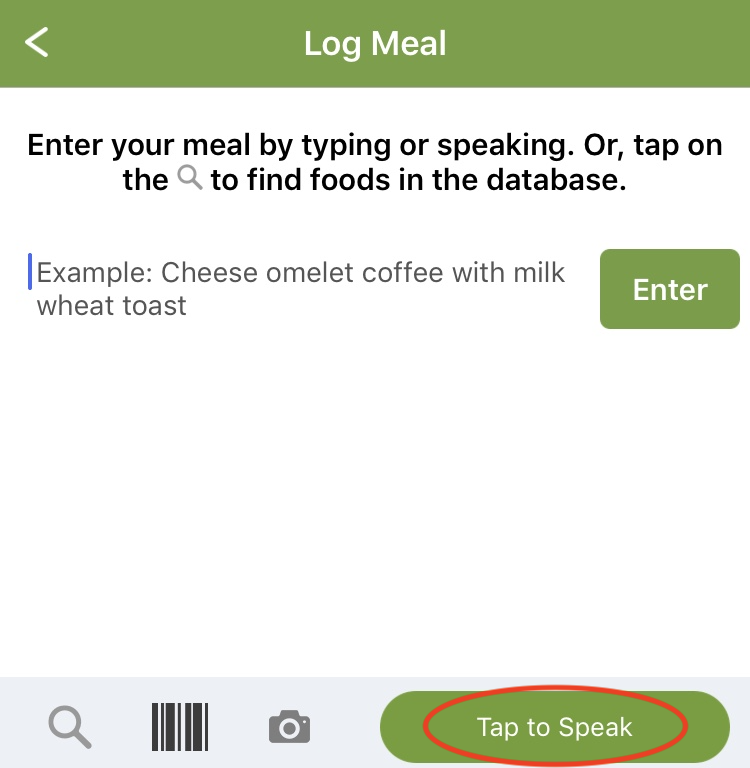 Log Meal
Enter your meal by typing or speaking. Or, tap on
the to find foods in the database.
Example: Cheese omelet coffee with milk
wheat toast
Enter
Tap to Speak